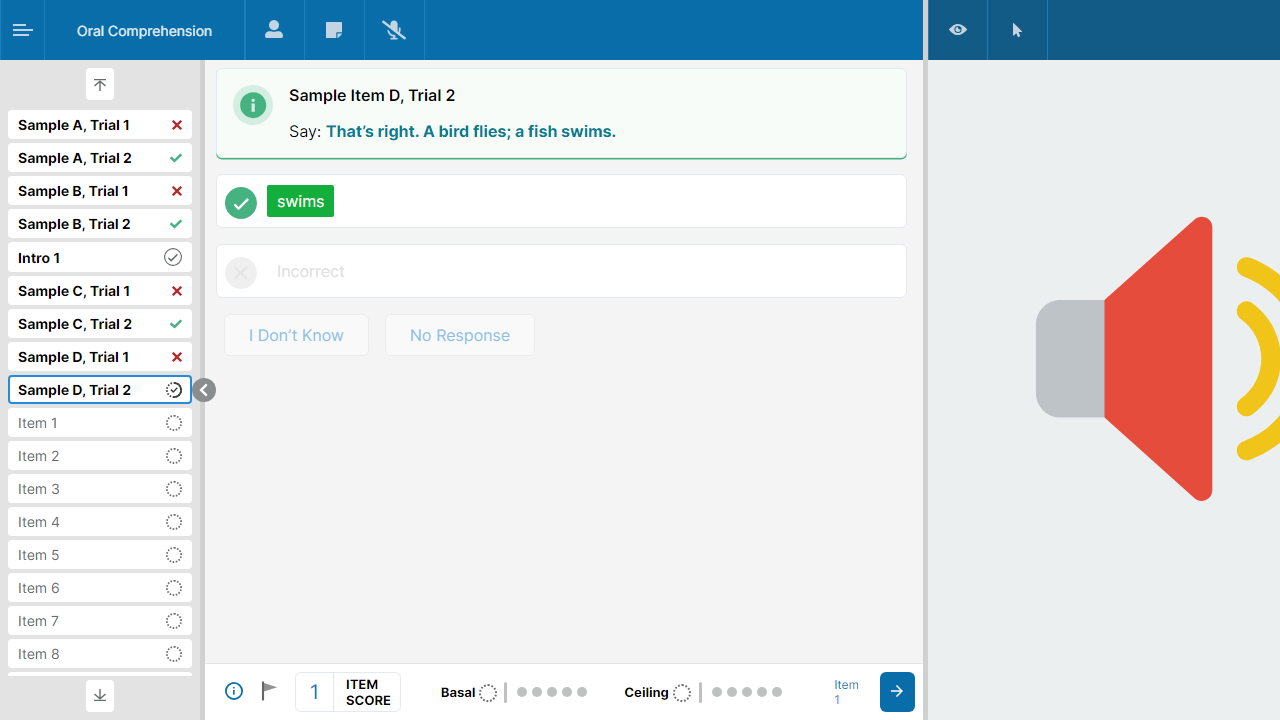 Oral Comprehension
Sample A, Trial 1
Sample A, Trial 2
Sample B, Trial 1
Sample B, Trial 2
Intro 1
Sample C, Trial 1
Sample C, Trial 2
Sample D, Trial 1
Sample D, Trial 2
Item 1
Item 2
Item 3
Item 4
Item 5
Item 6
Item 7
Item 8
Sample Item D, Trial 2
Say: That’s right. A bird flies; a fish swims.
swims
Incorrect
I Don’t Know
No Response
1
ITEM
SCORE
Basal
Ceiling
Item
1